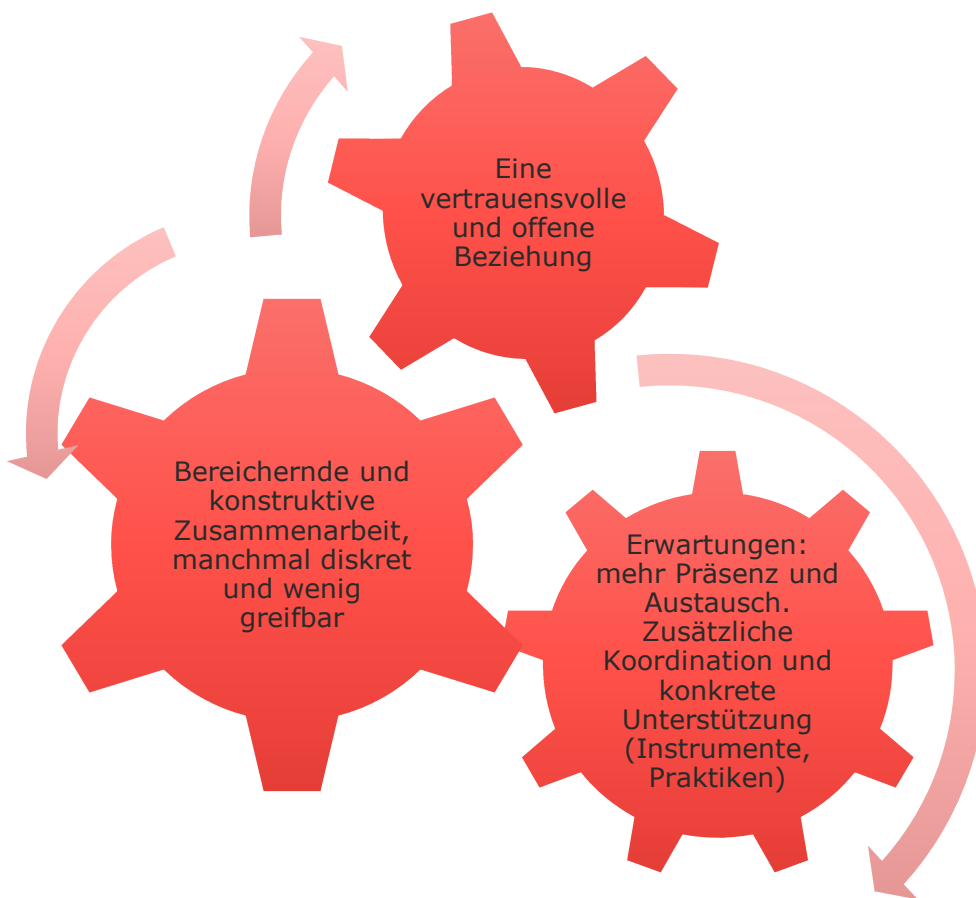 Eine
vertrauensvolle
und offene
Beziehung
Bereichernde und
konstruktive
Zusammenarbeit,
manchmal diskret
und wenig
greifbar
Erwartungen:
mehr Präsenz und
Austausch.
Zusätzliche
Koordination und
konkrete
Unterstützung
(Instrumente,
Praktiken)